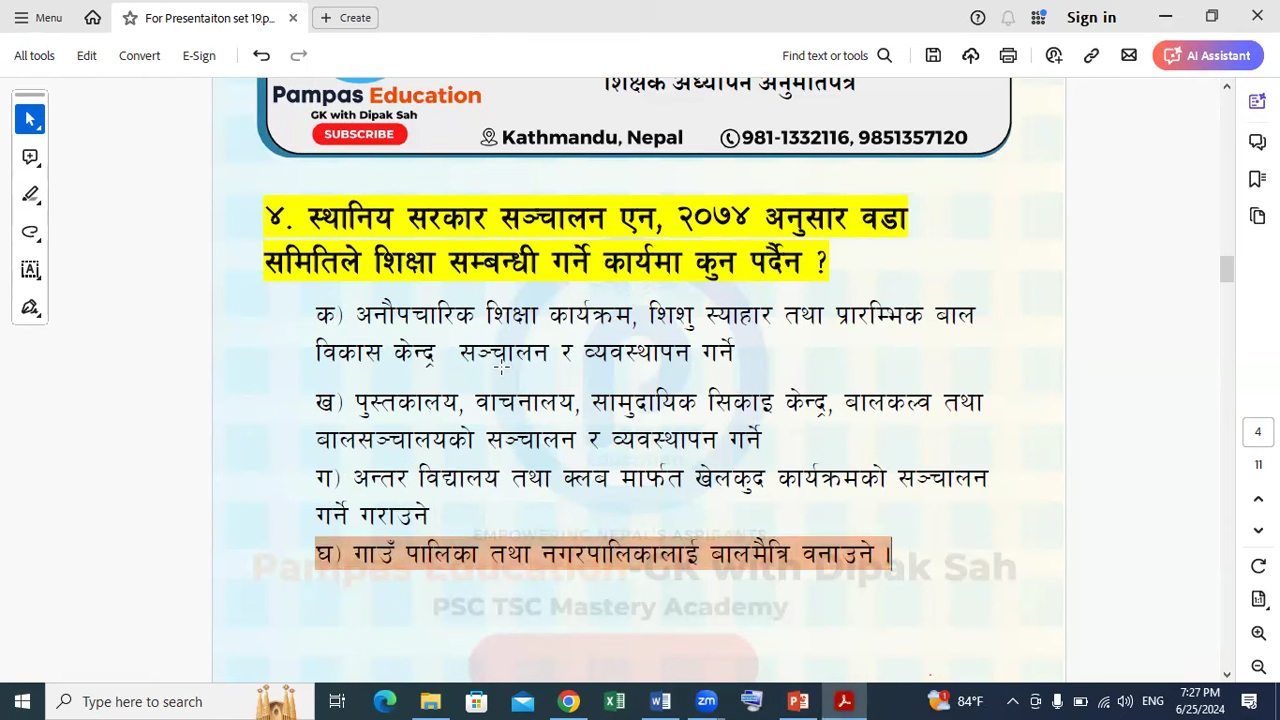 Menu
For Presentaiton set 19.p...
Create
Sign in
All tools
Edit
Convert
E-Sign
Find text or tools
AI Assistant
Pampas Education
GK with Dipak Sah
SUBSCRIBE
शिक्षक अध्यापन अनुमतिपत्र
Kathmandu, Nepal
981-1332116, 9851357120
४. स्थानिय सरकार सञ्चालन एन, २०७४ अनुसार वडा
समितिले शिक्षा सम्बन्धी गर्ने कार्यमा कुन पर्दैन ?
क) अनौपचारिक शिक्षा कार्यक्रम, शिशु स्याहार तथा प्रारम्भिक बाल
विकास केन्द्र सञ्चालन र व्यवस्थापन गर्ने
ख) पुस्तकालय, वाचनालय, सामुदायिक सिकाइ केन्द्र, बालकल्व तथा
बालसञ्चालयको सञ्चालन र व्यवस्थापन गर्ने
ग) अन्तर विद्यालय तथा क्लब मार्फत खेलकुद कार्यक्रमको सञ्चालन
गर्ने गराउने
EMPOWERING NEPAL'S ASPIRANTS
घ) गाउँ पालिका तथा नगरपालिकालाई बालमैत्रि वनाउने ।
Pampas Education-GK with Dipak Sah
PSC TSC Mastery Academy
4
11
Type here to search
84°F
ENG
7:27 PM
6/25/2024